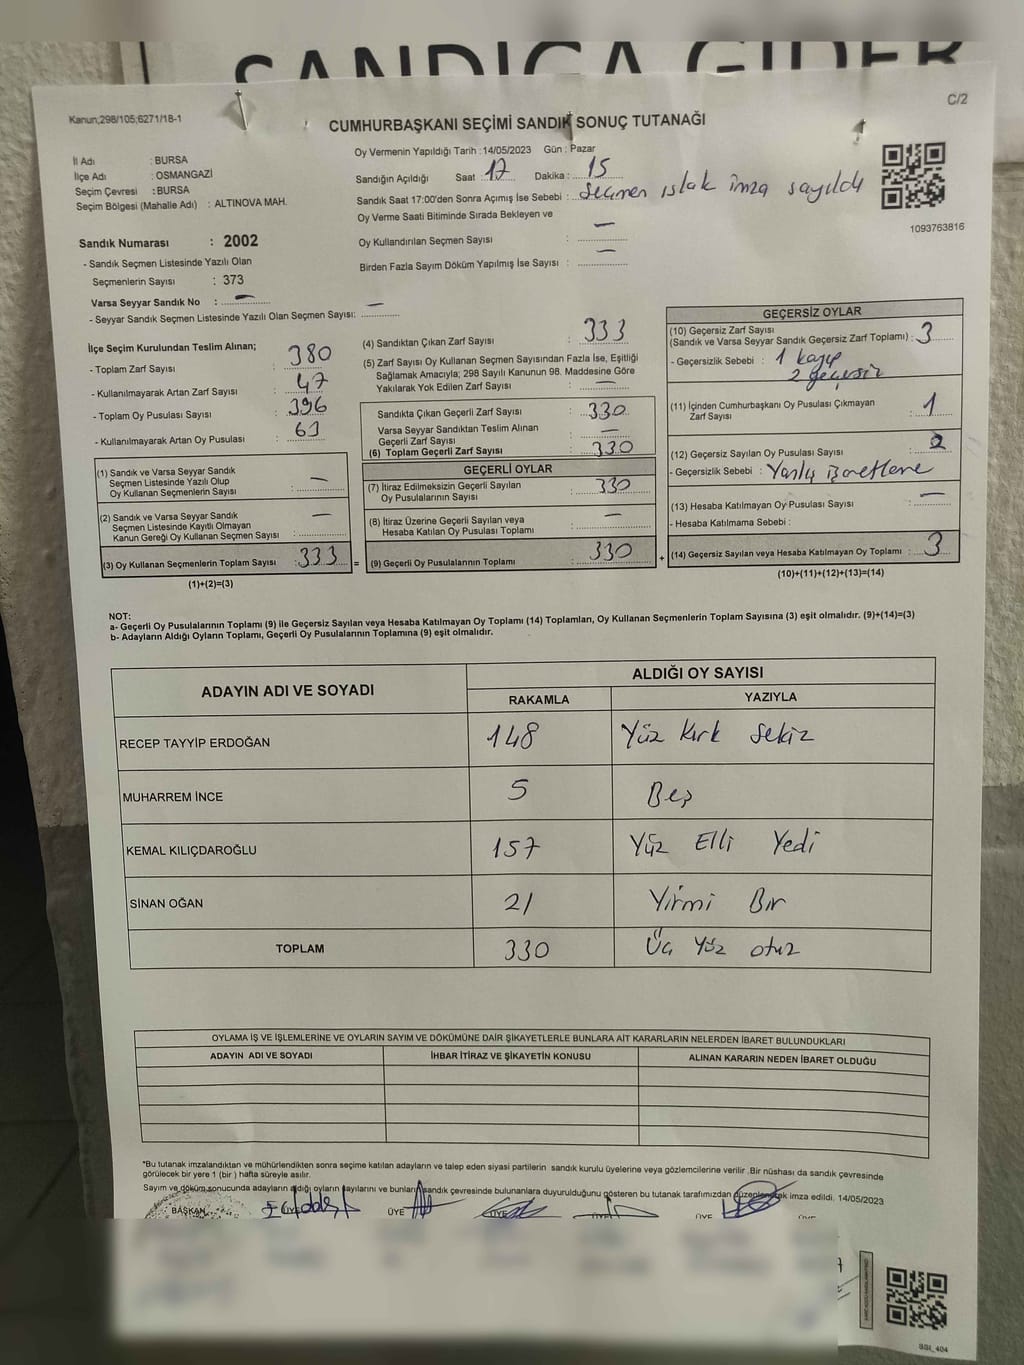 SANDIĞA GİDER
C/2
Kanun;298/105;6271/18-1
CUMHURBAŞKANI SEÇİMİ SANDIK SONUÇ TUTANAĞI
İl Adı : BURSA
İlçe Adı : OSMANGAZİ
Seçim Çevresi : BURSA
Seçim Bölgesi (Mahalle Adı) : ALTINOVA MAH.
Oy Vermenin Yapıldığı Tarih : 14/05/2023 Gün : Pazar
Sandığın Açıldığı Saat 17 Dakika : 15
Sandık Saat 17:00'den Sonra Açımış İse Sebebi : Seçmen ıslak imza sayıldı
Oy Verme Saati Bitiminde Sırada Bekleyen ve
Oy Kullandırılan Seçmen Sayısı : —
Birden Fazla Sayım Döküm Yapılmış İse Sayısı : —
1093763816
Sandık Numarası : 2002
- Sandık Seçmen Listesinde Yazılı Olan
Seçmenlerin Sayısı : 373
Varsa Seyyar Sandık No : —
- Seyyar Sandık Seçmen Listesinde Yazılı Olan Seçmen Sayısı: —
İlçe Seçim Kurulundan Teslim Alınan;
- Toplam Zarf Sayısı : 380
- Kullanılmayarak Artan Zarf Sayısı : 47
- Toplam Oy Pusulası Sayısı : 396
- Kullanılmayarak Artan Oy Pusulası : 63
(1) Sandık ve Varsa Seyyar Sandık
Seçmen Listesinde Yazılı Olup
Oy Kullanan Seçmenlerin Sayısı : —
(2) Sandık ve Varsa Seyyar Sandık
Seçmen Listesinde Kayıtlı Olmayan
Kanun Gereği Oy Kullanan Seçmen Sayısı : —
(3) Oy Kullanan Seçmenlerin Toplam Sayısı : 333 =
(1)+(2)=(3)
(4) Sandıktan Çıkan Zarf Sayısı : 333
(5) Zarf Sayısı Oy Kullanan Seçmen Sayısından Fazla İse, Eşitliği
Sağlamak Amacıyla; 298 Sayılı Kanunun 98. Maddesine Göre
Yakılarak Yok Edilen Zarf Sayısı : —
Sandıkta Çıkan Geçerli Zarf Sayısı : 330
Varsa Seyyar Sandıktan Teslim Alınan
Geçerli Zarf Sayısı : —
(6) Toplam Geçerli Zarf Sayısı : 330
GEÇERLİ OYLAR
(7) İtiraz Edilmeksizin Geçerli Sayılan
Oy Pusulalarının Sayısı : 330
(8) İtiraz Üzerine Geçerli Sayılan veya
Hesaba Katılan Oy Pusulası Toplamı : —
(9) Geçerli Oy Pusulalarının Toplamı : 330 +
GEÇERSİZ OYLAR
(10) Geçersiz Zarf Sayısı
(Sandık ve Varsa Seyyar Sandık Geçersiz Zarf Toplamı) : 3
- Geçersizlik Sebebi : 1 kayıp
2 geçersiz
(11) İçinden Cumhurbaşkanı Oy Pusulası Çıkmayan
Zarf Sayısı : 1
(12) Geçersiz Sayılan Oy Pusulası Sayısı : 2
- Geçersizlik Sebebi : Yanlış işaretleme
(13) Hesaba Katılmayan Oy Pusulası Sayısı : —
- Hesaba Katılmama Sebebi :
(14) Geçersiz Sayılan veya Hesaba Katılmayan Oy Toplamı : 3
(10)+(11)+(12)+(13)=(14)
NOT:
a- Geçerli Oy Pusulalarının Toplamı (9) ile Geçersiz Sayılan veya Hesaba Katılmayan Oy Toplamı (14) Toplamları, Oy Kullanan Seçmenlerin Toplam Sayısına (3) eşit olmalıdır. (9)+(14)=(3)
b- Adayların Aldığı Oyların Toplamı, Geçerli Oy Pusulalarının Toplamına (9) eşit olmalıdır.
ADAYIN ADI VE SOYADI ALDIĞI OY SAYISI
RAKAMLA YAZIYLA
RECEP TAYYİP ERDOĞAN 148 Yüz Kırk Sekiz
MUHARREM İNCE 5 Beş
KEMAL KILIÇDAROĞLU 157 Yüz Elli Yedi
SİNAN OĞAN 21 Yirmi Bir
TOPLAM 330 Üç Yüz otuz
OYLAMA İŞ VE İŞLEMLERİNE VE OYLARIN SAYIM VE DÖKÜMÜNE DAİR ŞİKAYETLERLE BUNLARA AİT KARARLARIN NELERDEN İBARET BULUNDUKLARI
ADAYIN ADI VE SOYADI İHBAR İTİRAZ VE ŞİKAYETİN KONUSU ALINAN KARARIN NEDEN İBARET OLDUĞU
"Bu tutanak imzalandıktan ve mühürlendikten sonra seçime katılan adayların ve talep eden siyasi partilerin sandık kurulu üyelerine veya gözlemcilerine verilir .Bir nüshası da sandık çevresinde
görülecek bir yere 1 (bir ) hafta süreyle asılır.
Sayım ve döküm sonucunda adayların aldığı oyların sayılarını ve bunların sandık çevresinde bulunanlara duyurulduğunu gösteren bu tutanak tarafımızdan düzenlenerek imza edildi. 14/05/2023
BAŞKAN ÜYE ÜYE ÜYE ÜYE ÜYE ÜYE
SSI_404